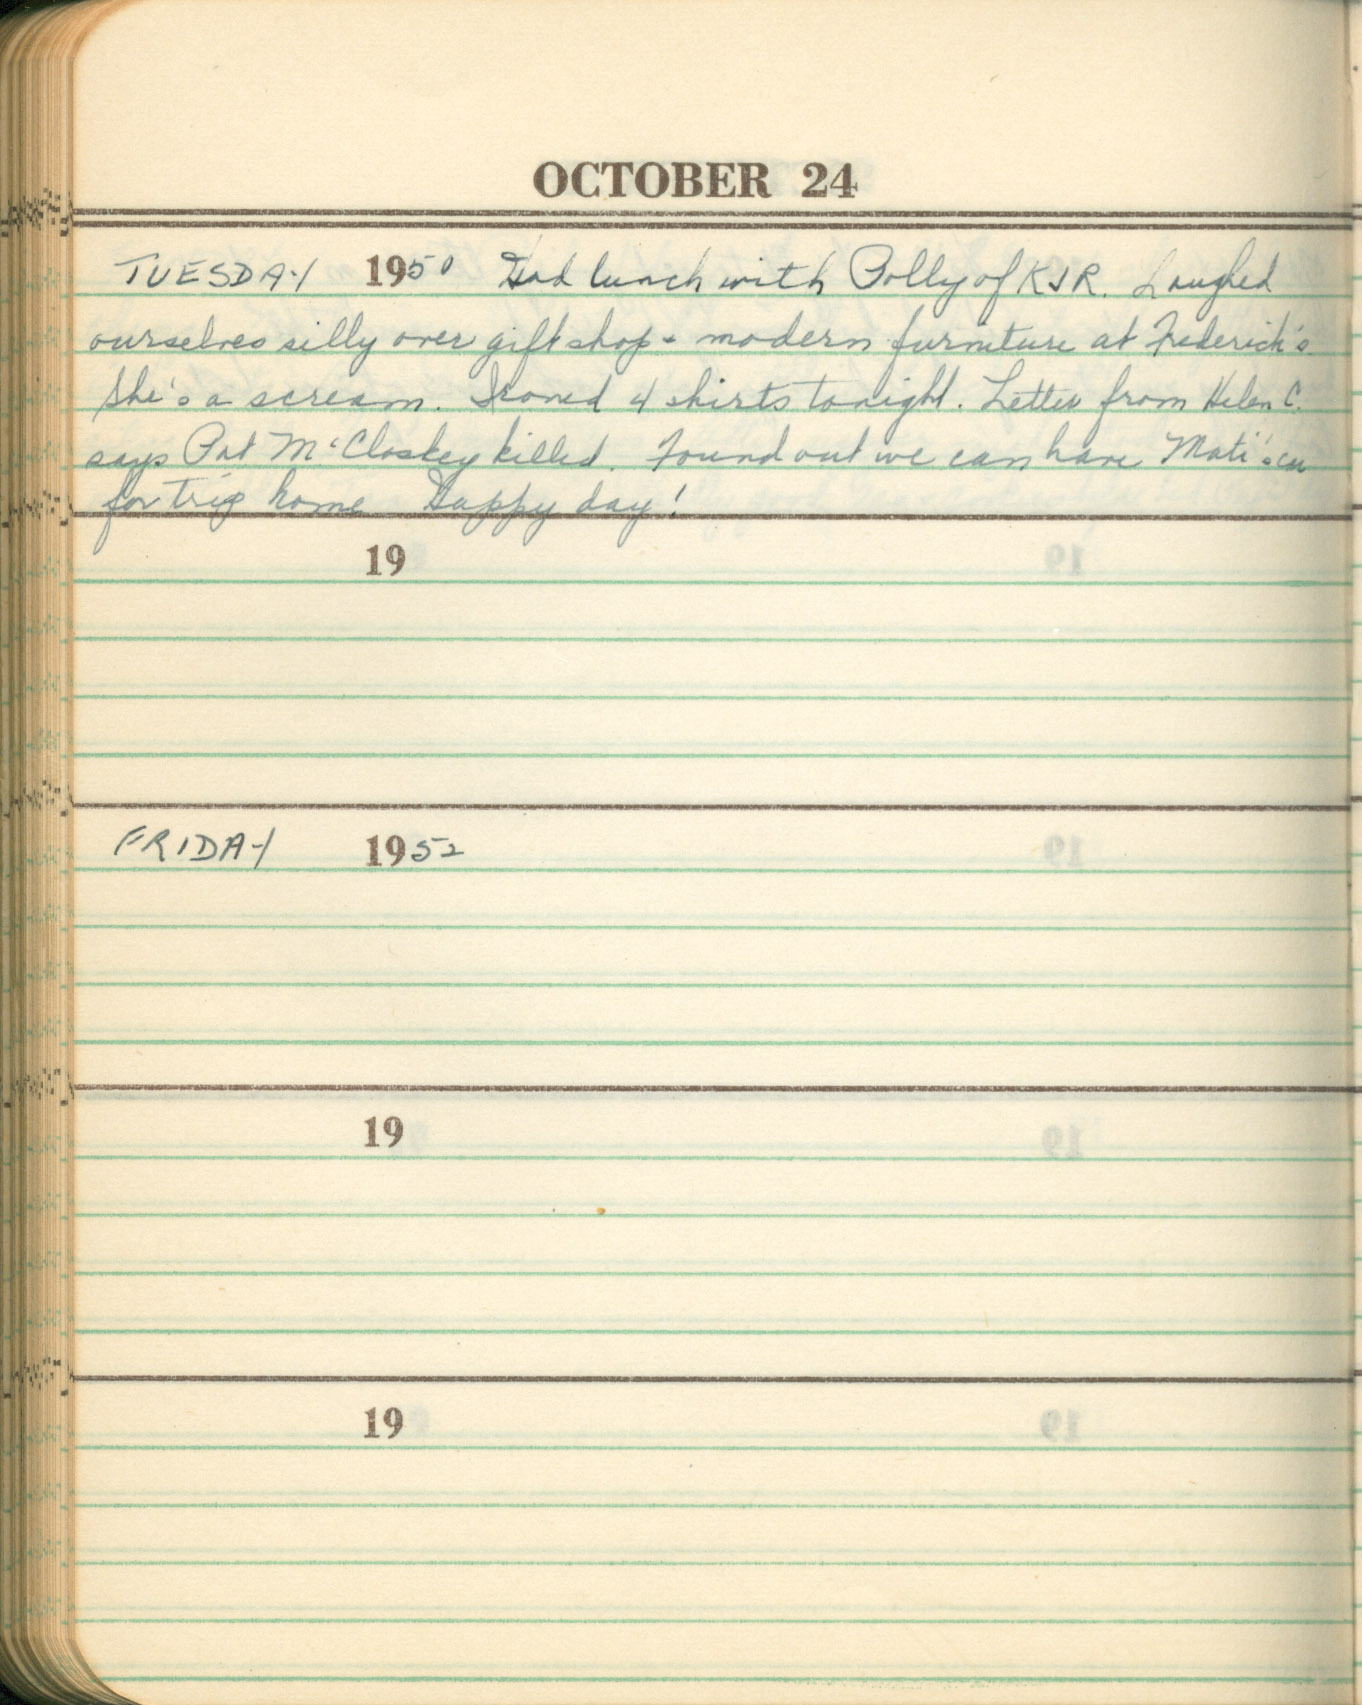 OCTOBER 24
TUESDAY 1950 Had lunch with Polly of KJR. Laughed
ourselves silly over gift shop + modern furniture at Frederick's.
She's a scream. Ironed 4 shirts tonight. Letter from Helen C.
says Pat McCloskey killed. Found out we can have Mati's car
for trip home Happy day!
19
FRIDAY 1952
19
19